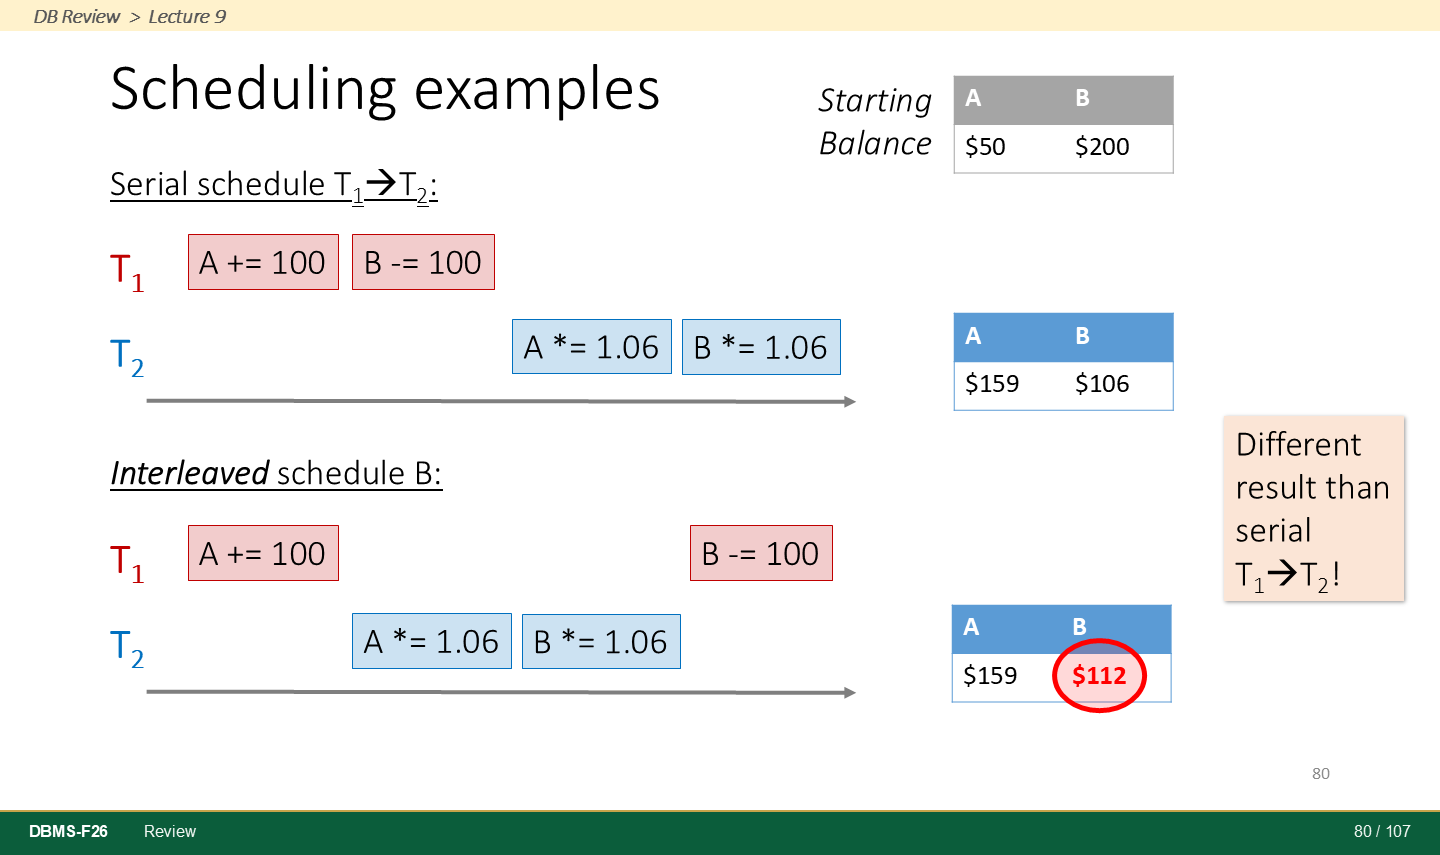 DB Review > Lecture 9
Scheduling examples
Starting
Balance
A B
$50 $200
Serial schedule T1→T2:
T1 A += 100 B -= 100
T2 A *= 1.06 B *= 1.06
A B
$159 $106
Interleaved schedule B:
T1 A += 100 B -= 100
T2 A *= 1.06 B *= 1.06
A B
$159 $112
Different
result than
serial
T1→T2!
80
DBMS-F26 Review 80 / 107